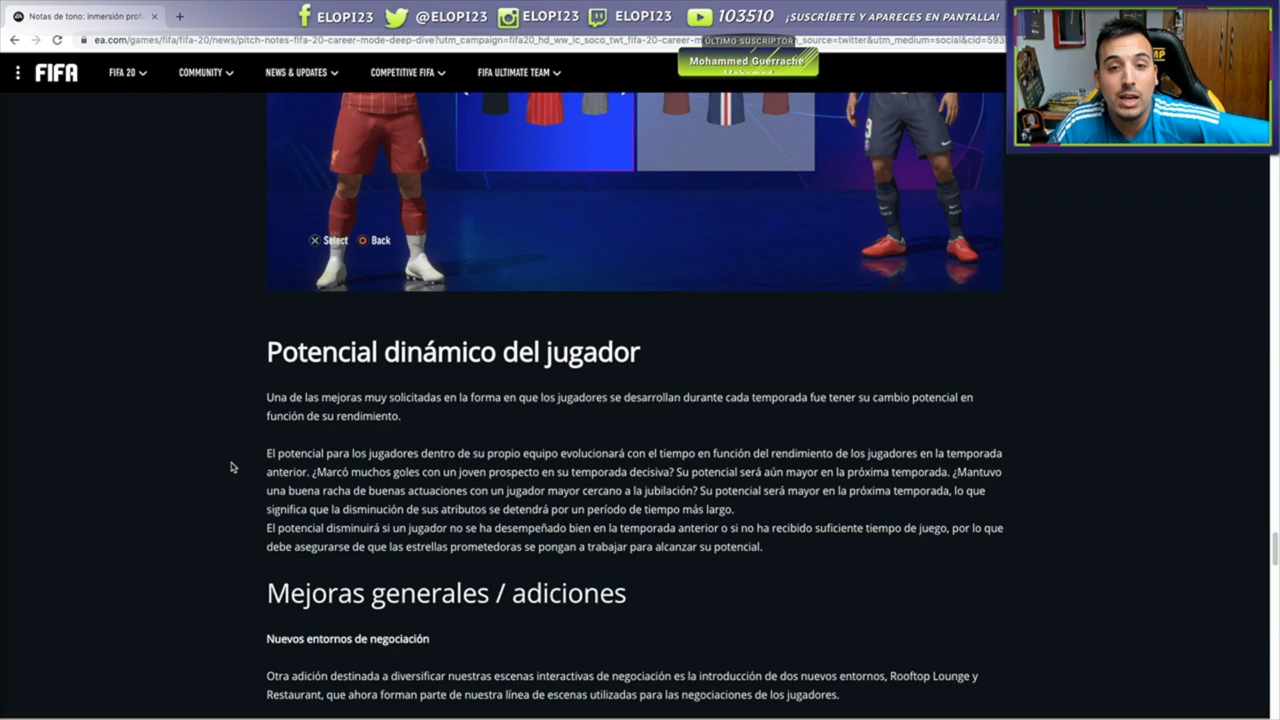 Notas de tono: inmersión prof
ELOPI23
@ELOPI23
ELOPI23
ELOPI23
103510
¡SUSCRÍBETE Y APARECES EN PANTALLA!
ea.com/games/fifa/fifa-20/news/pitch-notes-fifa-20-career-mode-deep-dive?utm_campaign=fifa20_hd_ww_ic_soco_twt_fifa-20-career-m
_source=twitter&utm_medium=social&cid=593
ÚLTIMO SUSCRIPTOR
Mohammed Guerrache
FIFA
FIFA 20
COMMUNITY
NEWS & UPDATES
COMPETITIVE FIFA
FIFA ULTIMATE TEAM
Select
Back
Potencial dinámico del jugador
Una de las mejoras muy solicitadas en la forma en que los jugadores se desarrollan durante cada temporada fue tener su cambio potencial en
función de su rendimiento.
El potencial para los jugadores dentro de su propio equipo evolucionará con el tiempo en función del rendimiento de los jugadores en la temporada
anterior. ¿Marcó muchos goles con un joven prospecto en su temporada decisiva? Su potencial será aún mayor en la próxima temporada. ¿Mantuvo
una buena racha de buenas actuaciones con un jugador mayor cercano a la jubilación? Su potencial será mayor en la próxima temporada, lo que
significa que la disminución de sus atributos se detendrá por un período de tiempo más largo.
El potencial disminuirá si un jugador no se ha desempeñado bien en la temporada anterior o si no ha recibido suficiente tiempo de juego, por lo que
debe asegurarse de que las estrellas prometedoras se pongan a trabajar para alcanzar su potencial.
Mejoras generales / adiciones
Nuevos entornos de negociación
Otra adición destinada a diversificar nuestras escenas interactivas de negociación es la introducción de dos nuevos entornos, Rooftop Lounge y
Restaurant, que ahora forman parte de nuestra línea de escenas utilizadas para las negociaciones de los jugadores.